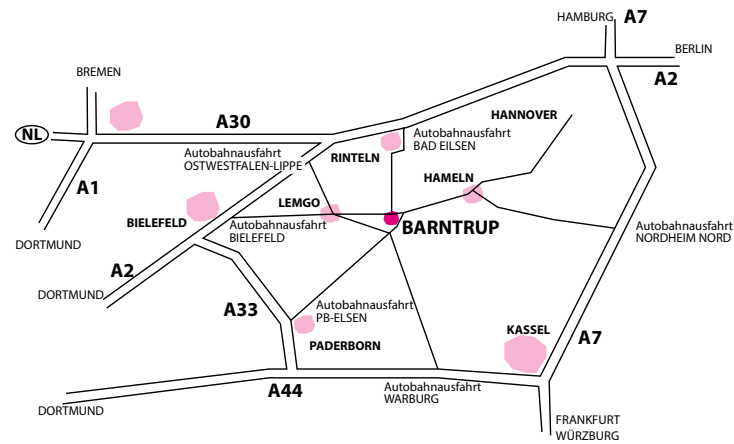 HAMBURG
A7
BERLIN
A2
BREMEN
NL
A30
HANNOVER
Autobahnausfahrt
BAD EILSEN
Autobahnausfahrt
OSTWESTFALEN-LIPPE
RINTELN
A1
HAMELN
LEMGO
BIELEFELD
BARNTRUP
Autobahnausfahrt
BIELEFELD
Autobahnausfahrt
NORDHEIM NORD
DORTMUND
A2
DORTMUND
A33
Autobahnausfahrt
PB-ELSEN
PADERBORN
KASSEL
A7
A44
Autobahnausfahrt
WARBURG
DORTMUND
FRANKFURT
WÜRZBURG